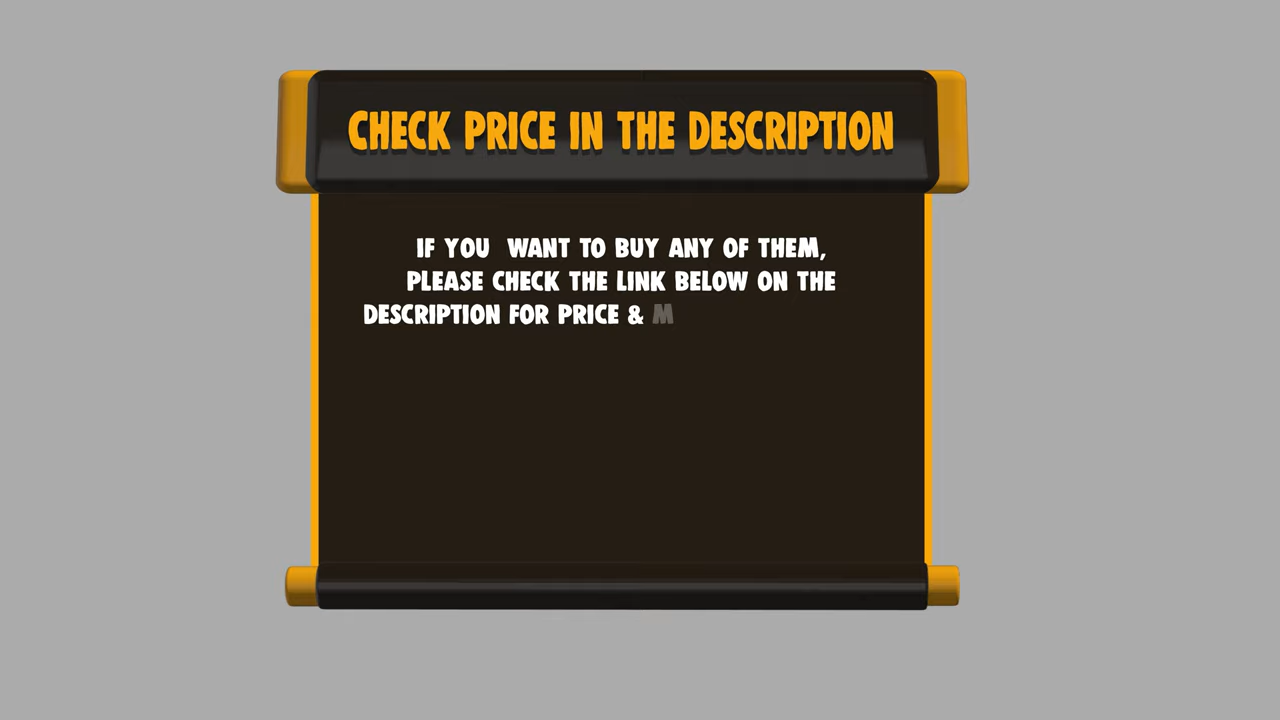 CHECK PRICE IN THE DESCRIPTION
IF YOU  WANT TO BUY ANY OF THEM,
PLEASE CHECK THE LINK BELOW ON THE
DESCRIPTION FOR PRICE & M